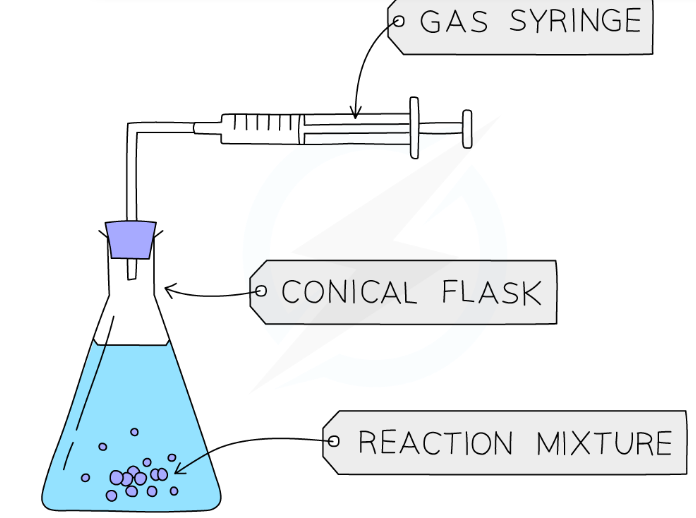 GAS SYRINGE
CONICAL FLASK
REACTION MIXTURE